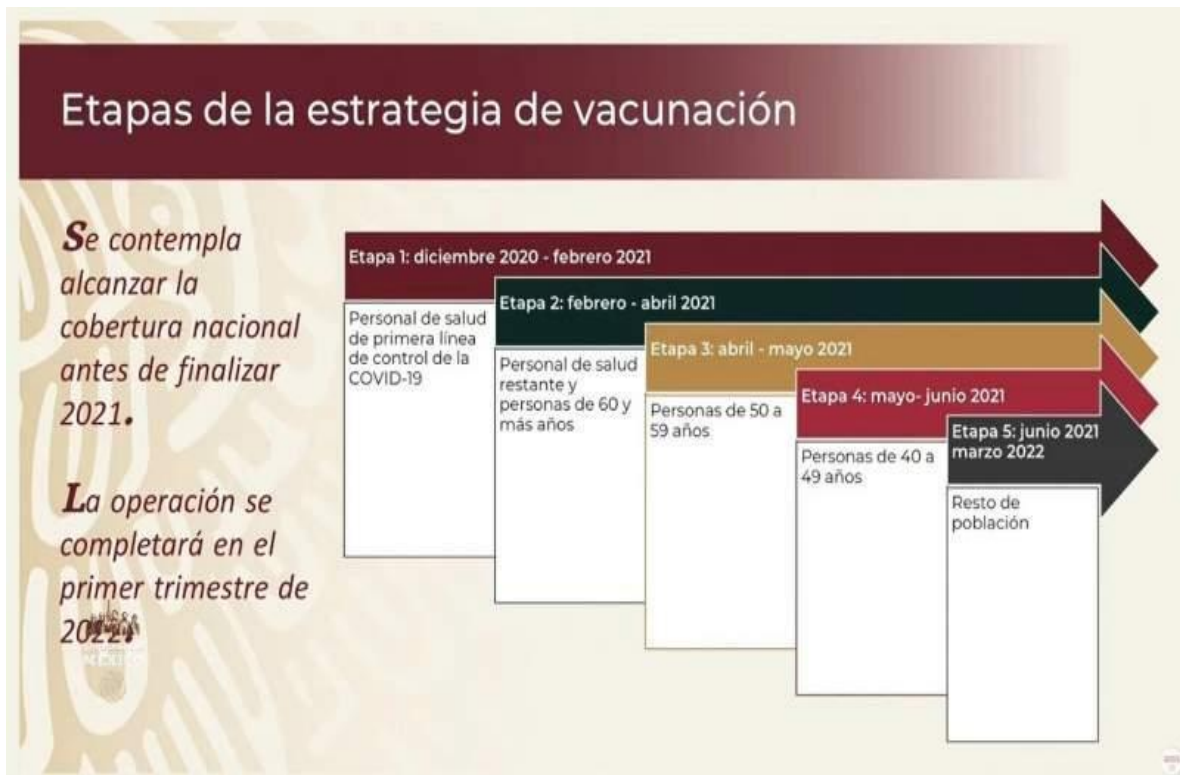 Etapas de la estrategia de vacunación
Se contempla
alcanzar la
cobertura nacional
antes de finalizar
2021.
La operación se
completará en el
primer trimestre de
2022.
MÉXICO
Etapa 1: diciembre 2020 - febrero 2021
Personal de salud
de primera línea
de control de la
COVID-19
Etapa 2: febrero - abril 2021
Personal de salud
restante y
personas de 60 y
más años
Etapa 3: abril - mayo 2021
Personas de 50 a
59 años
Etapa 4: mayo- junio 2021
Personas de 40 a
49 años
Etapa 5: junio 2021
marzo 2022
Resto de
población